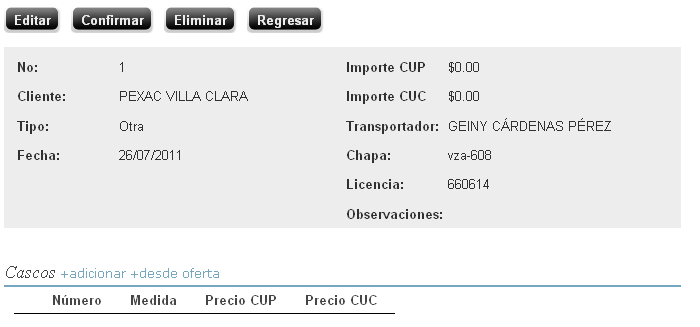 Editar Confirmar Eliminar Regresar
No: 1 Importe CUP $0.00
Cliente: PEXAC VILLA CLARA Importe CUC $0.00
Tipo: Otra Transportador: GEINY CÁRDENAS PÉREZ
Fecha: 26/07/2011 Chapa: vza-608
Licencia: 660614
Observaciones:
Cascos +adicionar +desde oferta
Número Medida Precio CUP Precio CUC